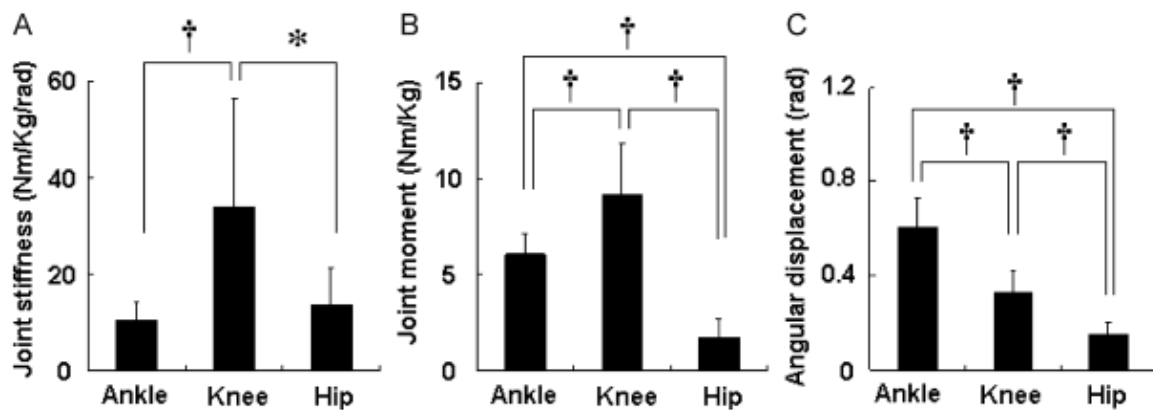 A
Joint stiffness (Nm/Kg/rad)
60
40
20
0
† *
Ankle Knee Hip
B
Joint moment (Nm/Kg)
15
10
5
0
†
† †
Ankle Knee Hip
C
Angular displacement (rad)
1.2
0.8
0.4
0
†
† †
Ankle Knee Hip